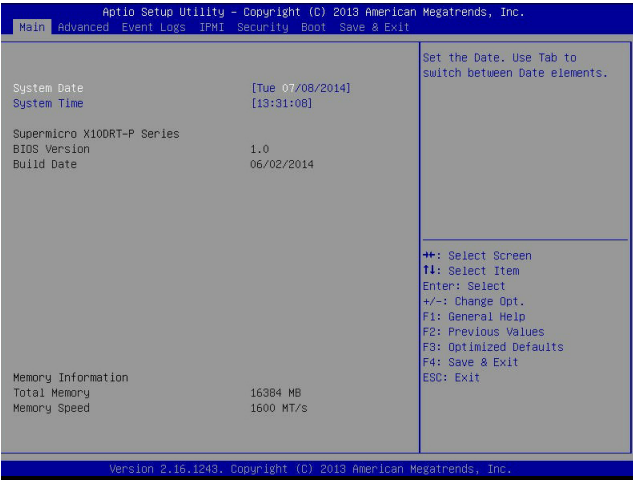 Aptio Setup Utility – Copyright (C) 2013 American Megatrends, Inc.
Main Advanced Event Logs IPMI Security Boot Save & Exit
Set the Date. Use Tab to
switch between Date elements.
System Date [Tue 07/08/2014]
System Time [13:31:08]
Supermicro X10DRT-P Series
BIOS Version 1.0
Build Date 06/02/2014
→←: Select Screen
↑↓: Select Item
Enter: Select
+/-: Change Opt.
F1: General Help
F2: Previous Values
F3: Optimized Defaults
F4: Save & Exit
ESC: Exit
Memory Information
Total Memory 16384 MB
Memory Speed 1600 MT/s
Version 2.16.1243. Copyright (C) 2013 American Megatrends, Inc.